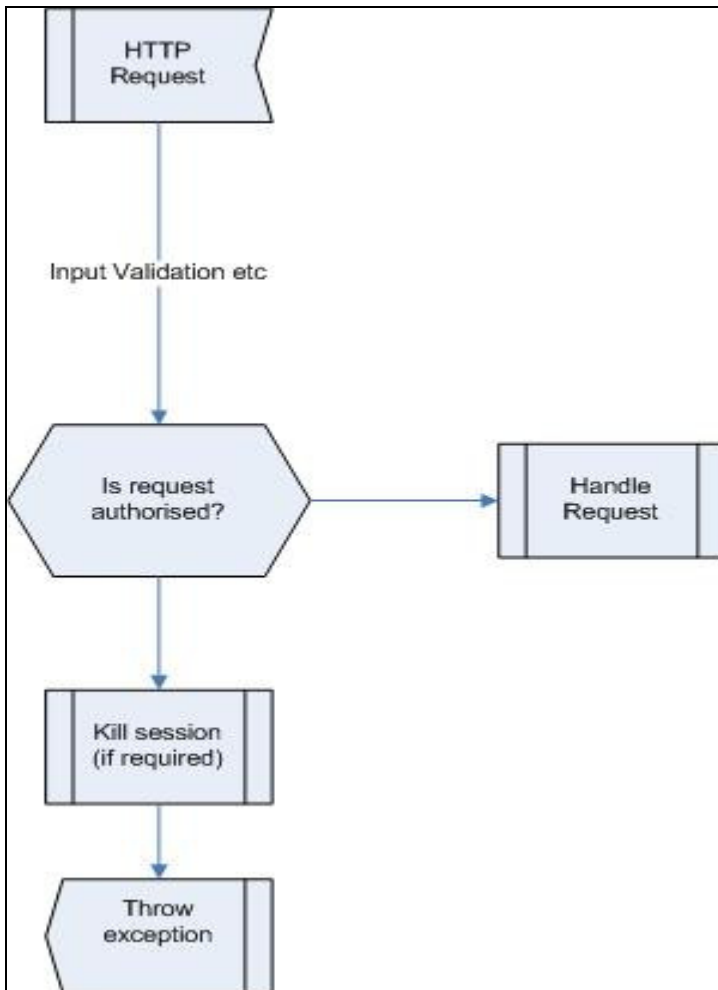 HTTP
Request
Input Validation etc
Is request
authorised?
Handle
Request
Kill session
(if required)
Throw
exception